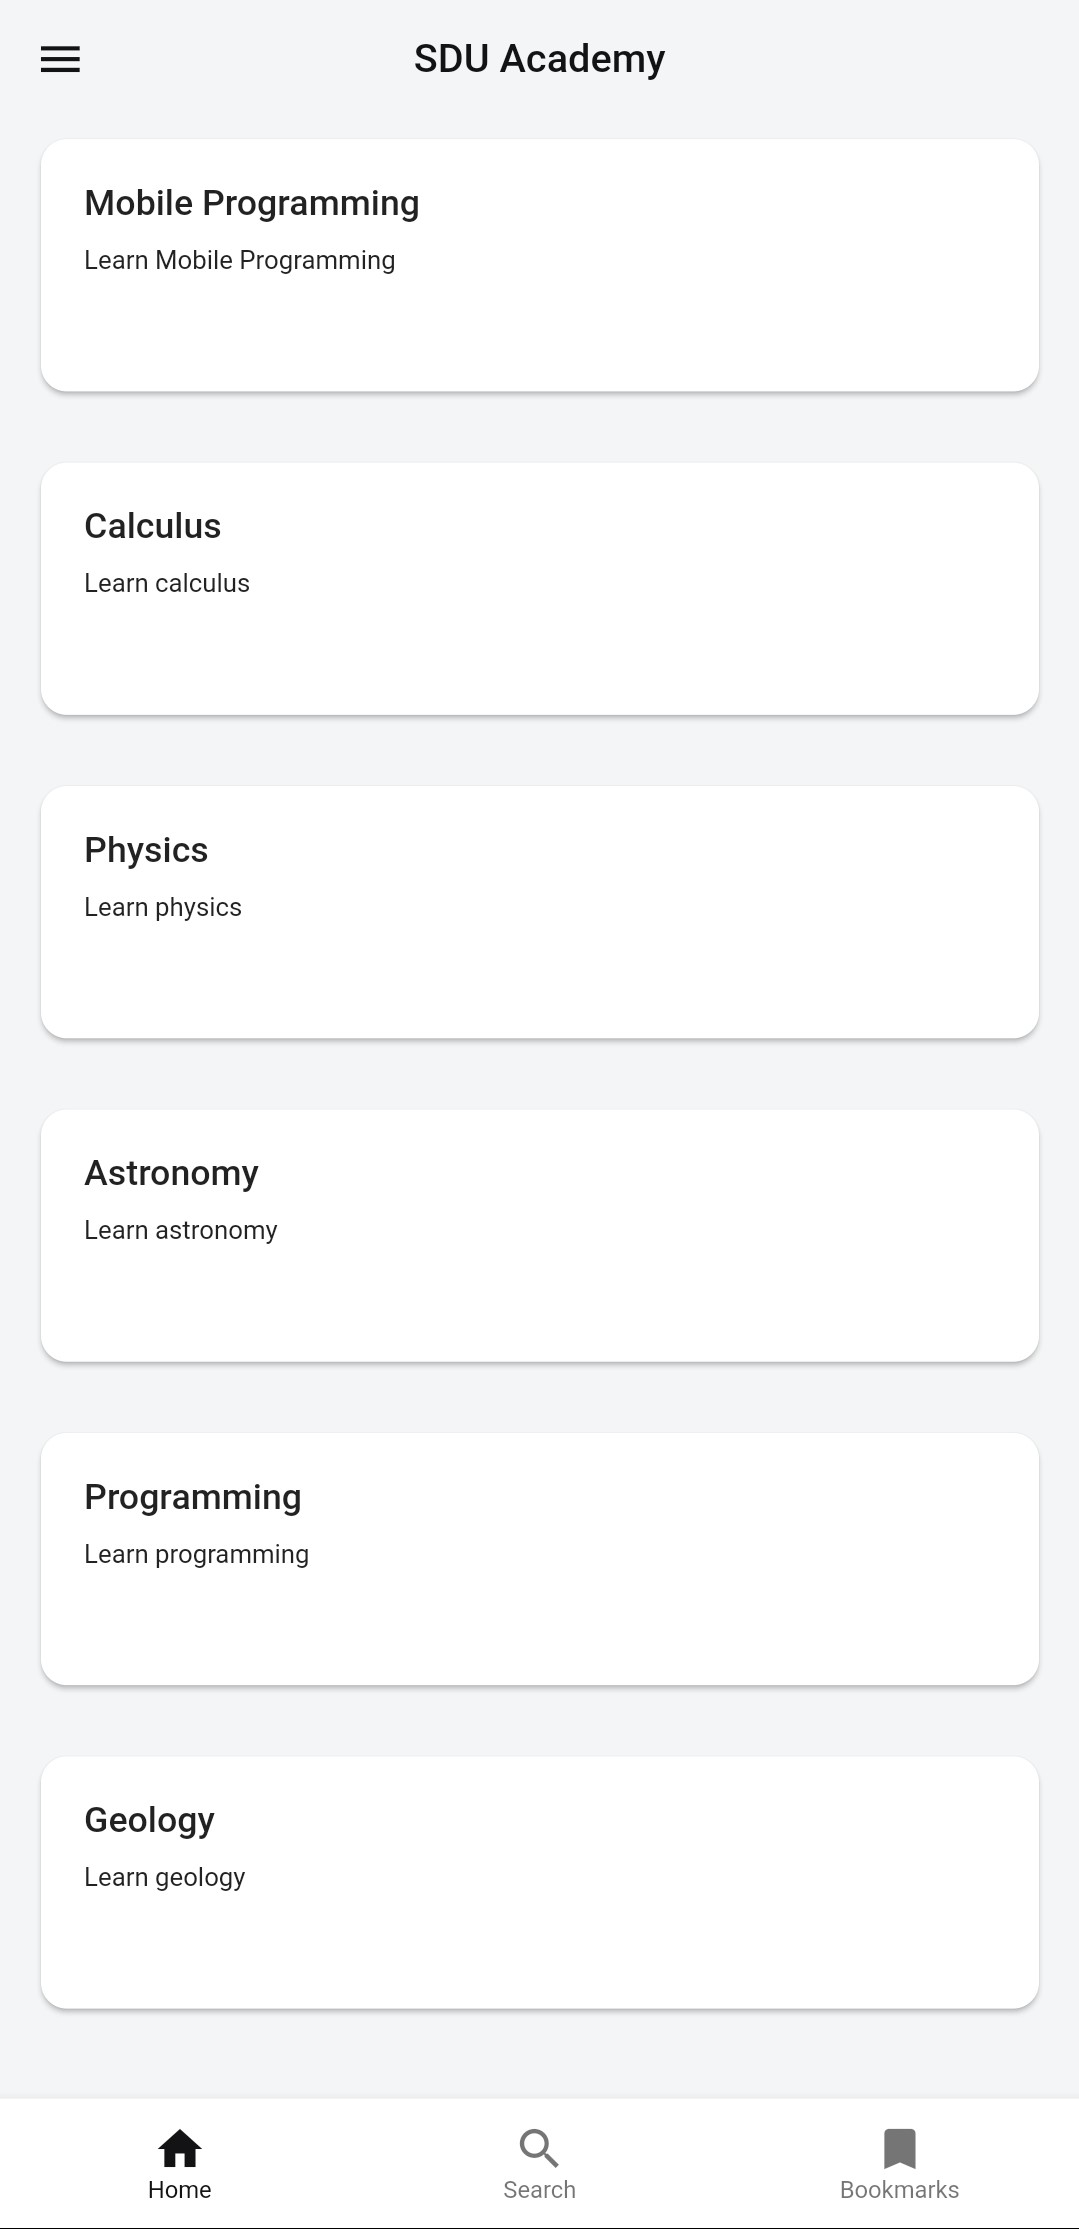 SDU Academy
Mobile Programming
Learn Mobile Programming
Calculus
Learn calculus
Physics
Learn physics
Astronomy
Learn astronomy
Programming
Learn programming
Geology
Learn geology
Home
Search
Bookmarks